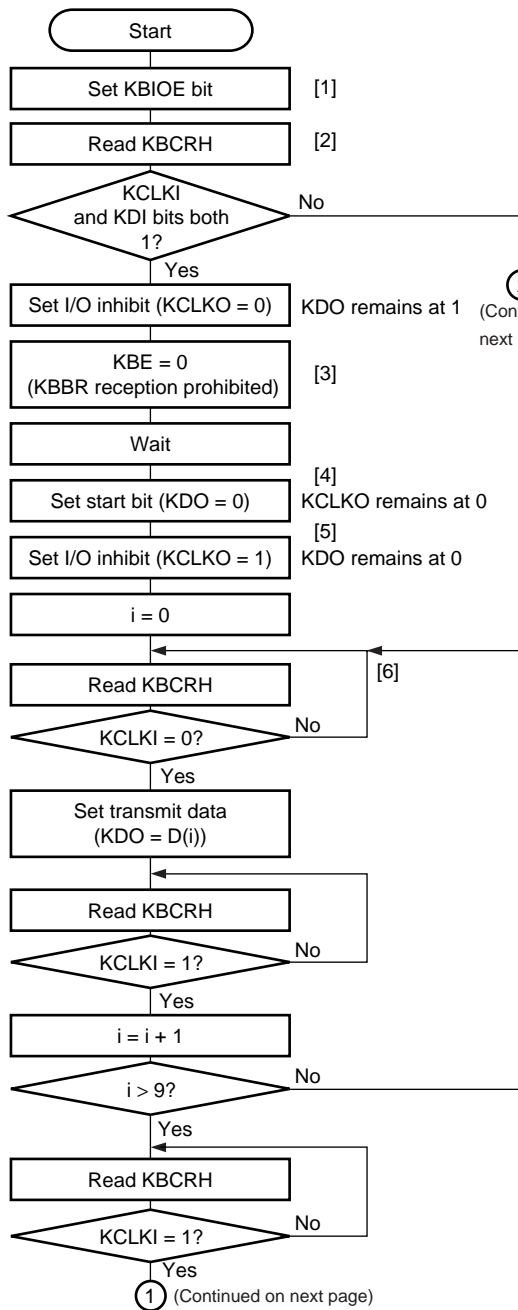 Start
Set KBIOE bit [1]
Read KBCRH [2]
KCLKI
and KDI bits both
1?
No
Yes
Set I/O inhibit (KCLKO = 0) KDO remains at 1
(Con
next
KBE = 0
(KBBR reception prohibited)
[3]
Wait
[4]
Set start bit (KDO = 0) KCLKO remains at 0
[5]
Set I/O inhibit (KCLKO = 1) KDO remains at 0
i = 0
[6]
Read KBCRH
KCLKI = 0?
No
Yes
Set transmit data
(KDO = D(i))
Read KBCRH
KCLKI = 1?
No
Yes
i = i + 1
i > 9?
No
Yes
Read KBCRH
KCLKI = 1?
No
Yes
1 (Continued on next page)